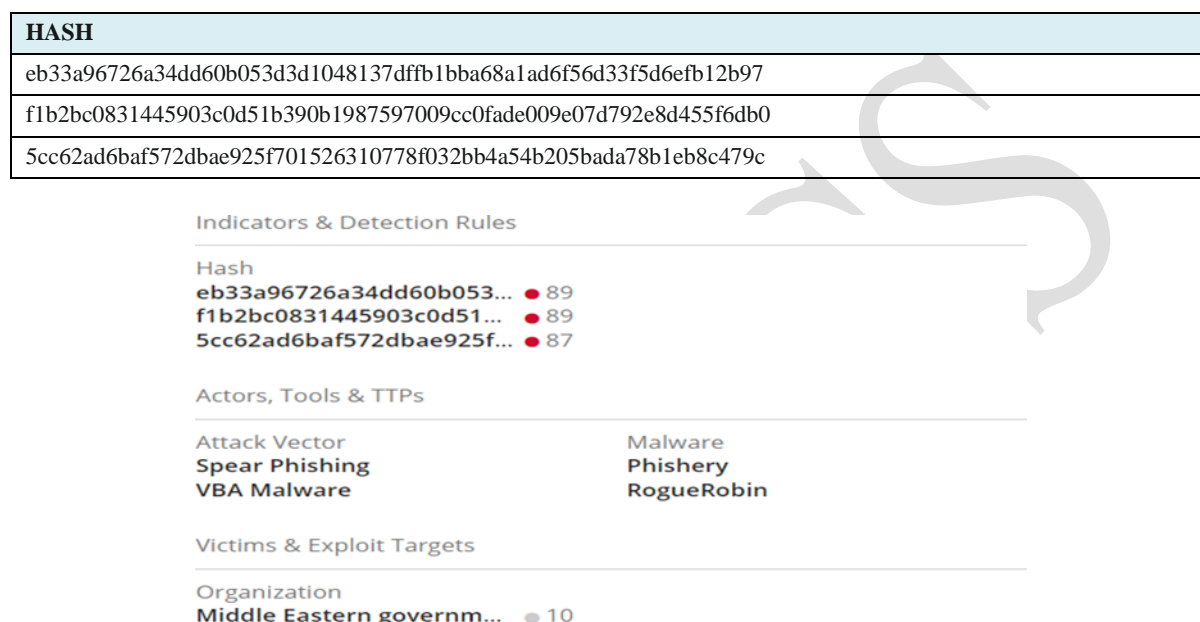 HASH
eb33a96726a34dd60b053d3d1048137dffb1bba68a1ad6f56d33f5d6efb12b97
f1b2bc0831445903c0d51b390b1987597009cc0fade009e07d792e8d455f6db0
5cc62ad6baf572dbae925f701526310778f032bb4a54b205bada78b1eb8c479c
Indicators & Detection Rules
Hash
eb33a96726a34dd60b053... 89
f1b2bc0831445903c0d51... 89
5cc62ad6baf572dbae925f... 87
Actors, Tools & TTPs
Attack Vector Malware
Spear Phishing Phishery
VBA Malware RogueRobin
Victims & Exploit Targets
Organization
Middle Eastern governm... 10